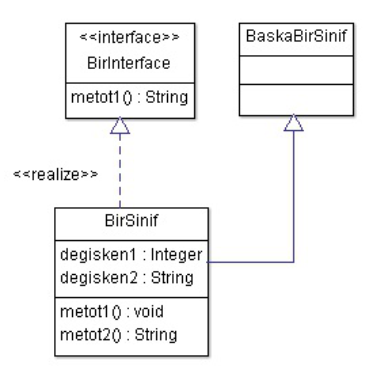 <<interface>>
BirInterface
metot1() : String
BaskaBirSinif
<<realize>>
BirSinif
degisken1 : Integer
degisken2 : String
metot1() : void
metot2() : String